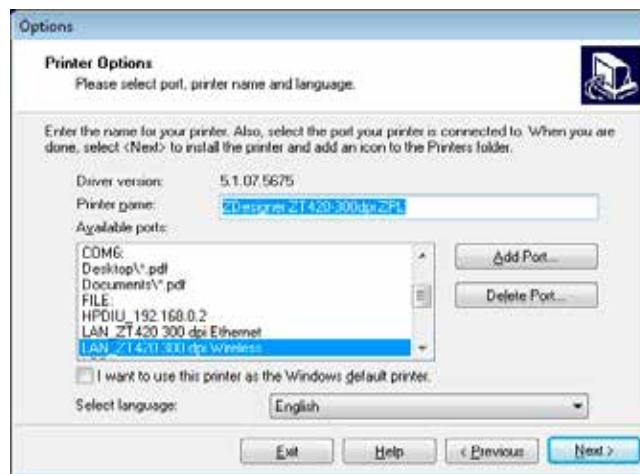 Options
Printer Options
Please select port, printer name and language.
Enter the name for your printer. Also, select the port your printer is connected to. When you are
done, select <Next> to install the printer and add an icon to the Printers folder.
Driver version: 5.1.07.5675
Printer name: ZDesigner ZT420-300dpi ZPL
Available ports:
COM6:
Desktop\*.pdf
Documents\*.pdf
FILE:
HPDIU_192.168.0.2
LAN_ZT420 300 dpi Ethernet
LAN_ZT420 300 dpi Wireless
Add Port...
Delete Port...
I want to use this printer as the Windows default printer.
Select language: English
Exit Help < Previous Next >